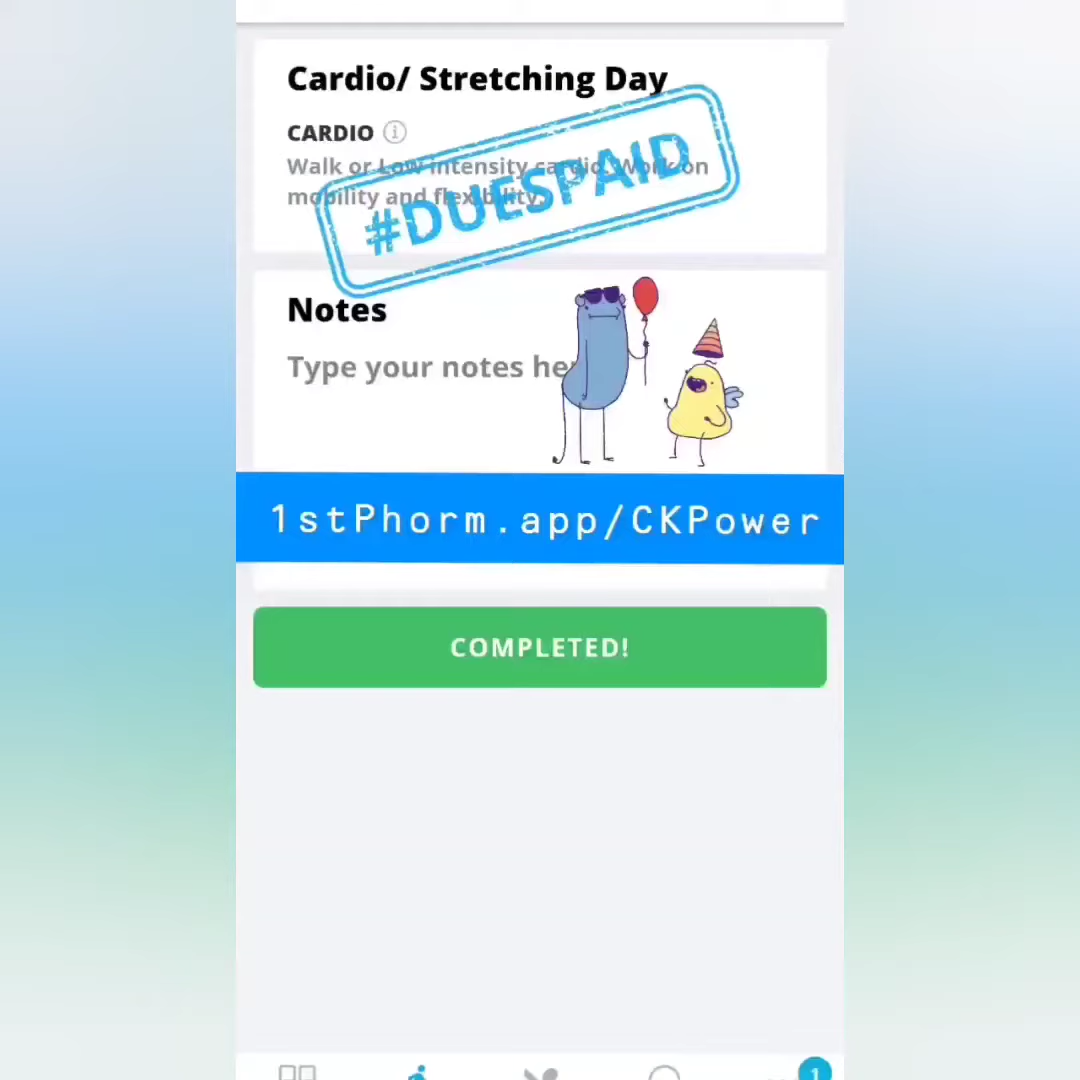 Cardio/ Stretching Day
CARDIO
Walk or Low intensity cardio. Work on
mobility and flexibility.
#DUESPAID
Notes
Type your notes he
1stPhorm.app/CKPower
COMPLETED!
1